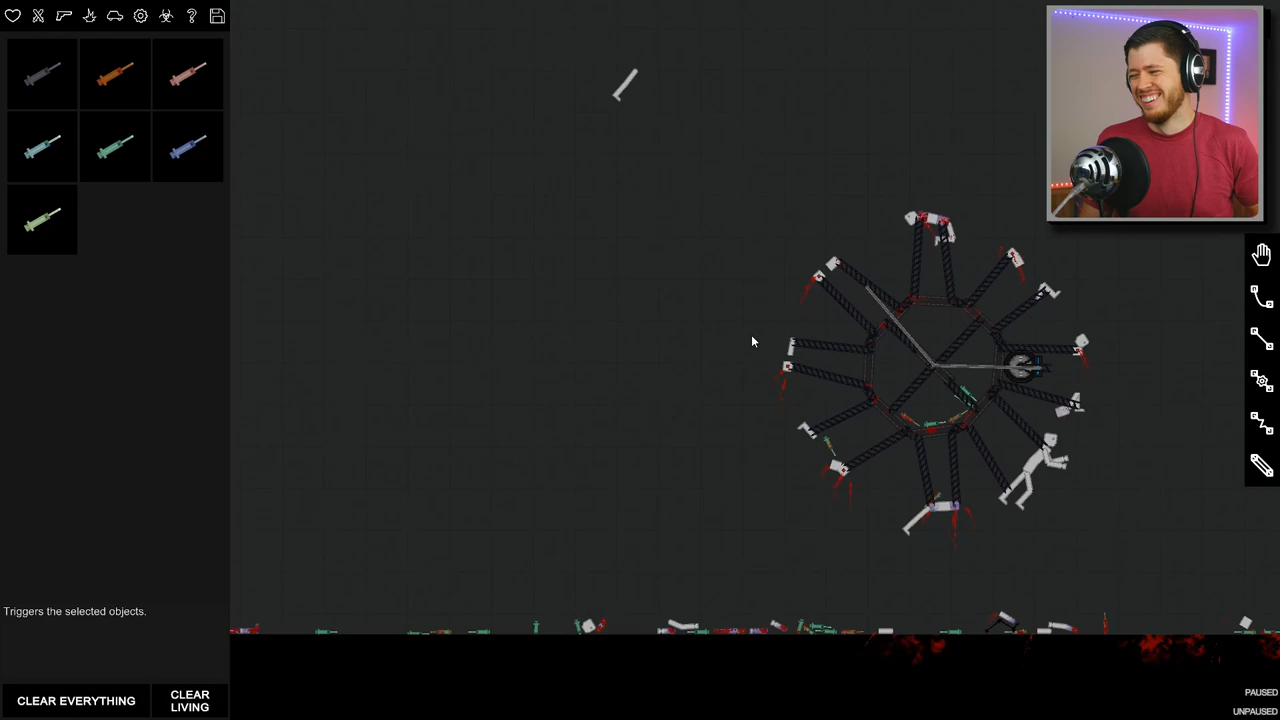 Triggers the selected objects.
CLEAR EVERYTHING
CLEAR
LIVING
PAUSED
UNPAUSED